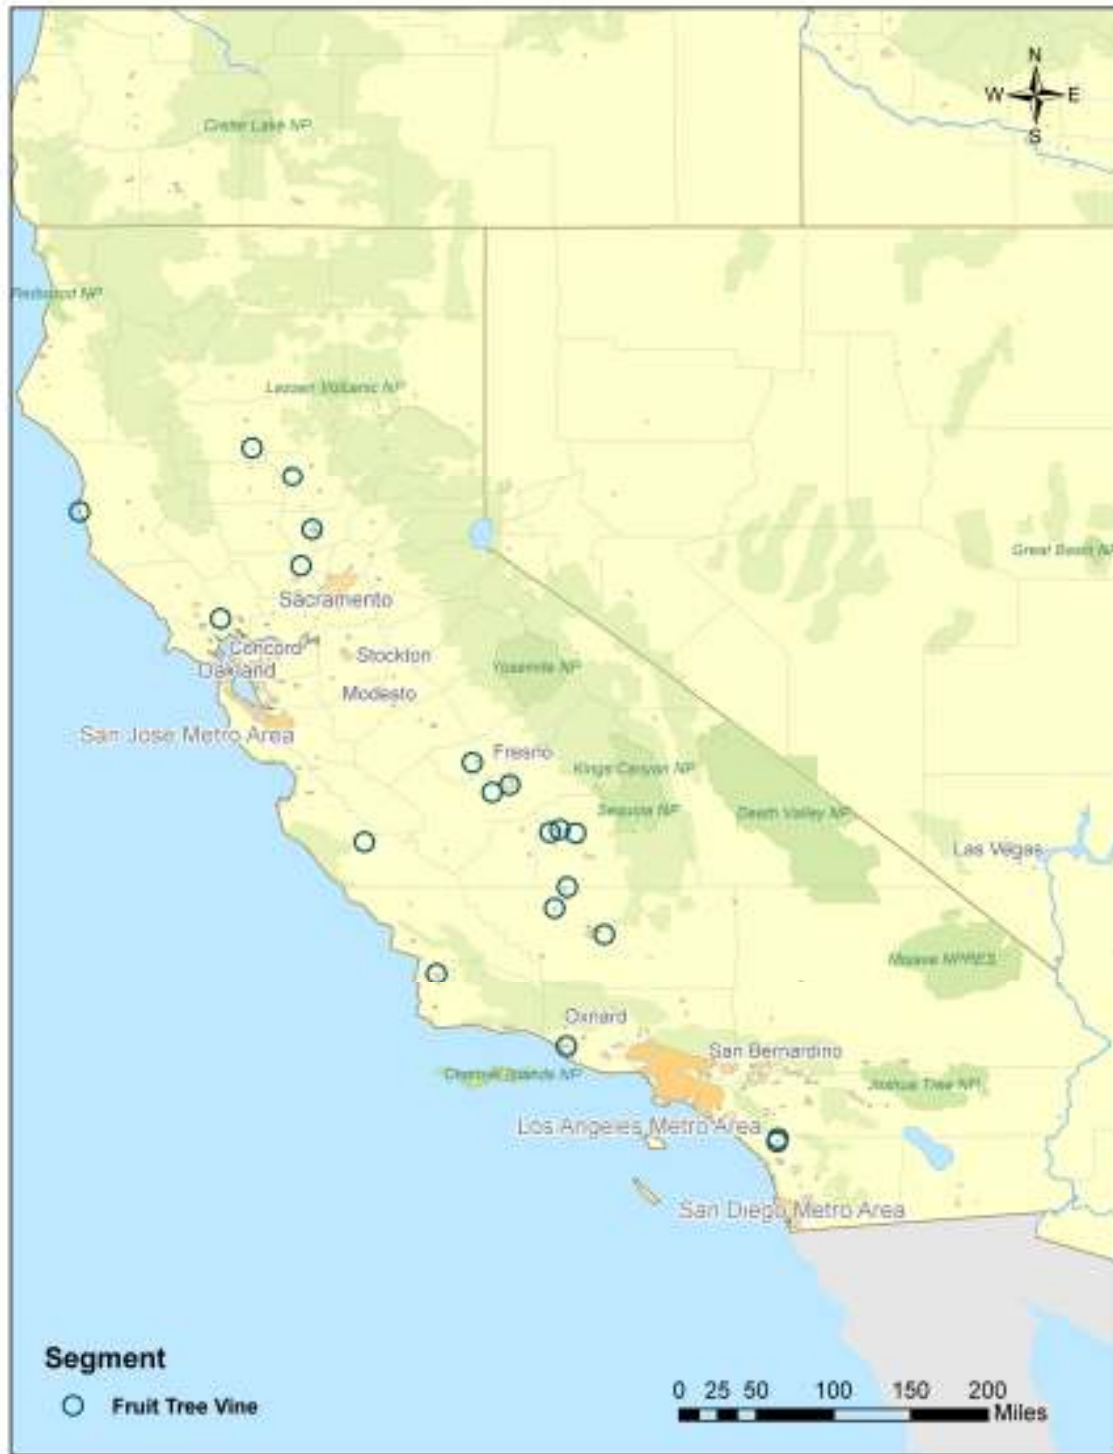 N
W E
S
Crater Lake NP
Redwood NP
Lassen Volcanic NP
Great Basin NP
Sacramento
Concord
Stockton
Oakland
Yosemite NP
Modesto
San Jose Metro Area
Fresno
Kings Canyon NP
Sequoia NP
Death Valley NP
Las Vegas
Mojave NPRES
Oxnard
San Bernardino
Channel Islands NP
Joshua Tree NP
Los Angeles Metro Area
San Diego Metro Area
Segment
Fruit Tree Vine
0 25 50 100 150 200
Miles